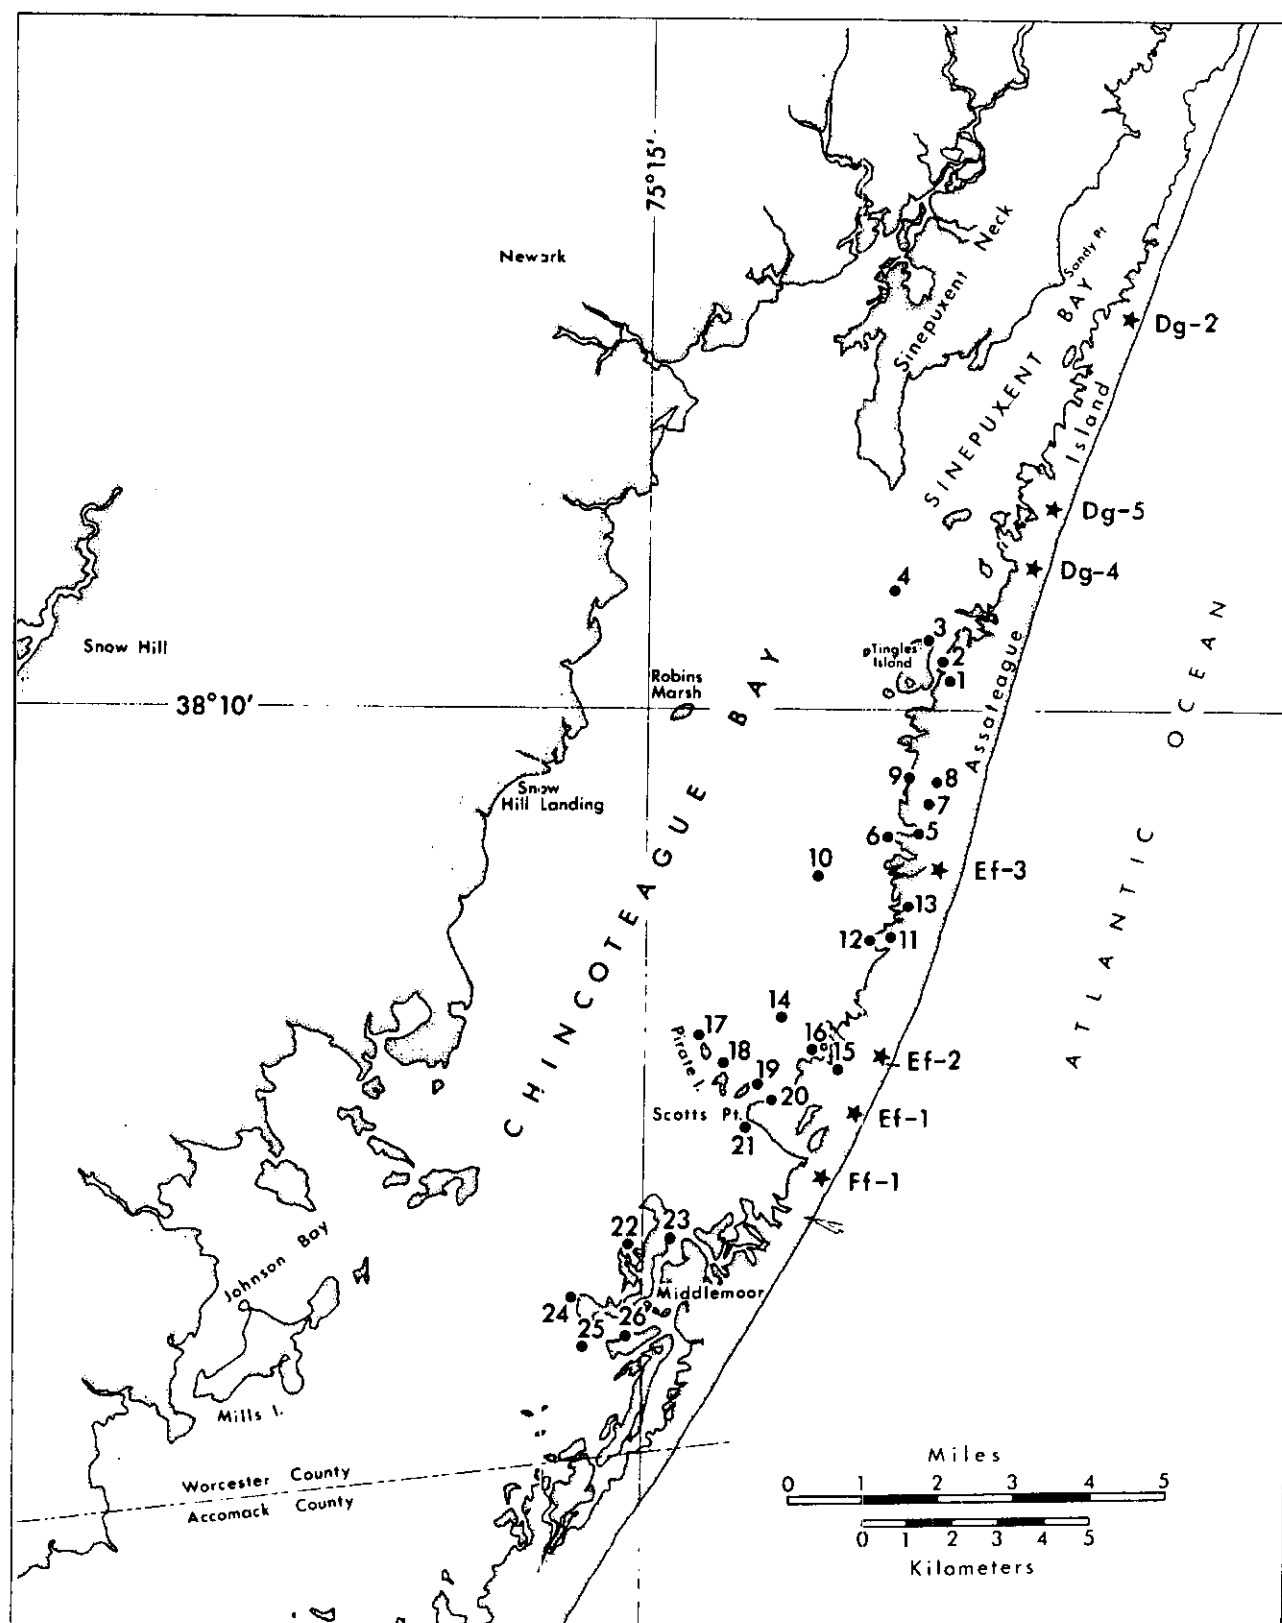 75°15'
Newark
Sinepuxent Neck
Sandy Pt
SINEPUXENT BAY
Dg-2
Island
Dg-5
Dg-4
4
3
Tingles
Island
2
1
Snow Hill
Robins
Marsh
38°10'
CHINCOTEAGUE BAY
Assateague
ATLANTIC OCEAN
9
8
7
Snow
Hill Landing
6
5
10
Ef-3
13
12
11
14
17
16
15
Pirate I.
18
Ef-2
19
20
Scotts Pt.
Ef-1
21
Ff-1
22
23
Johnson Bay
Middlemoor
24
25
26
Mills I.
Worcester County
Accomack County
Miles
0 1 2 3 4 5
0 1 2 3 4 5
Kilometers